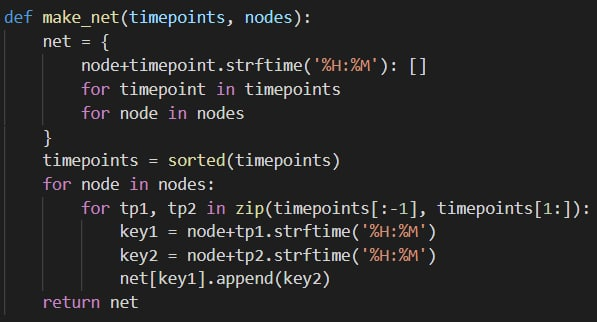 def make_net(timepoints, nodes):
    net = {
        node+timepoint.strftime('%H:%M'): []
        for timepoint in timepoints
        for node in nodes
    }
    timepoints = sorted(timepoints)
    for node in nodes:
        for tp1, tp2 in zip(timepoints[:-1], timepoints[1:]):
            key1 = node+tp1.strftime('%H:%M')
            key2 = node+tp2.strftime('%H:%M')
            net[key1].append(key2)
    return net